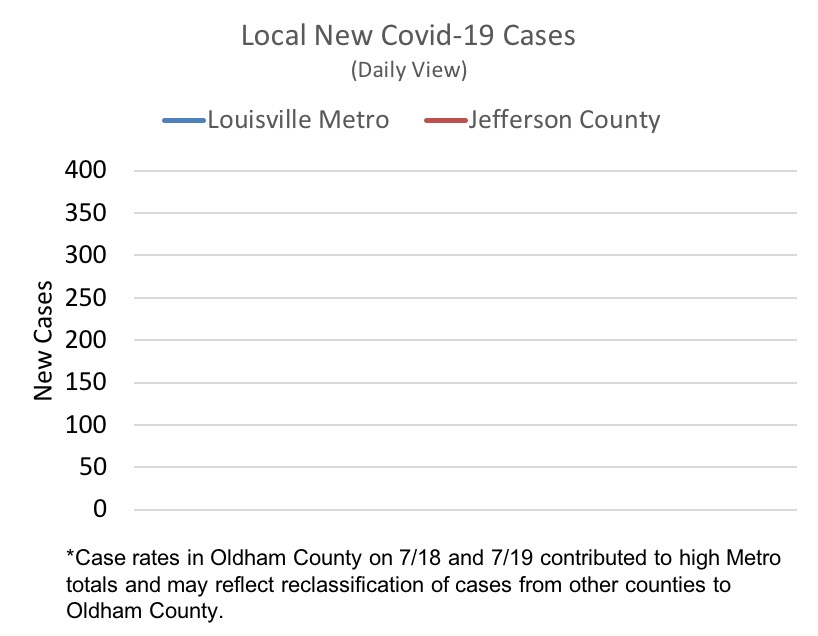 Local New Covid-19 Cases
(Daily View)
Louisville Metro Jefferson County
400
350
300
250
200
150
100
50
0
New Cases
*Case rates in Oldham County on 7/18 and 7/19 contributed to high Metro
totals and may reflect reclassification of cases from other counties to
Oldham County.